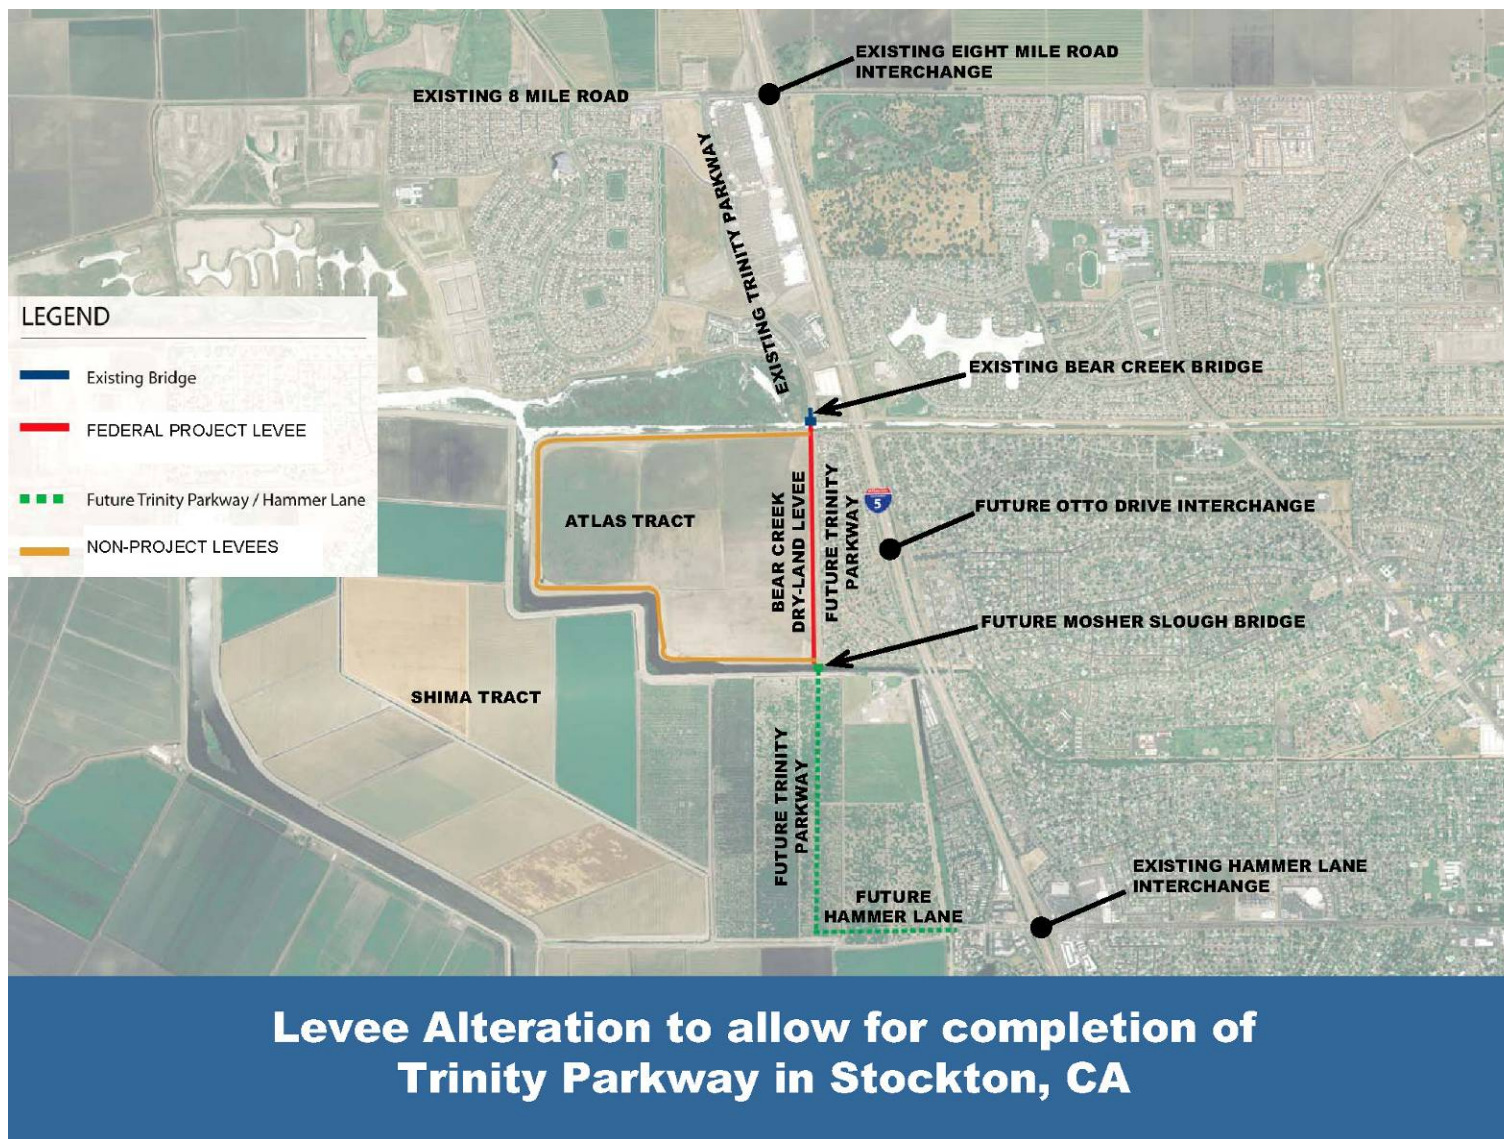 EXISTING EIGHT MILE ROAD
INTERCHANGE
EXISTING 8 MILE ROAD
EXISTING TRINITY PARKWAY
LEGEND
Existing Bridge
FEDERAL PROJECT LEVEE
Future Trinity Parkway / Hammer Lane
NON-PROJECT LEVEES
EXISTING BEAR CREEK BRIDGE
ATLAS TRACT
BEAR CREEK
DRY-LAND LEVEE
FUTURE TRINITY
PARKWAY
5
FUTURE OTTO DRIVE INTERCHANGE
FUTURE MOSHER SLOUGH BRIDGE
SHIMA TRACT
FUTURE TRINITY
PARKWAY
FUTURE
HAMMER LANE
EXISTING HAMMER LANE
INTERCHANGE
Levee Alteration to allow for completion of
Trinity Parkway in Stockton, CA